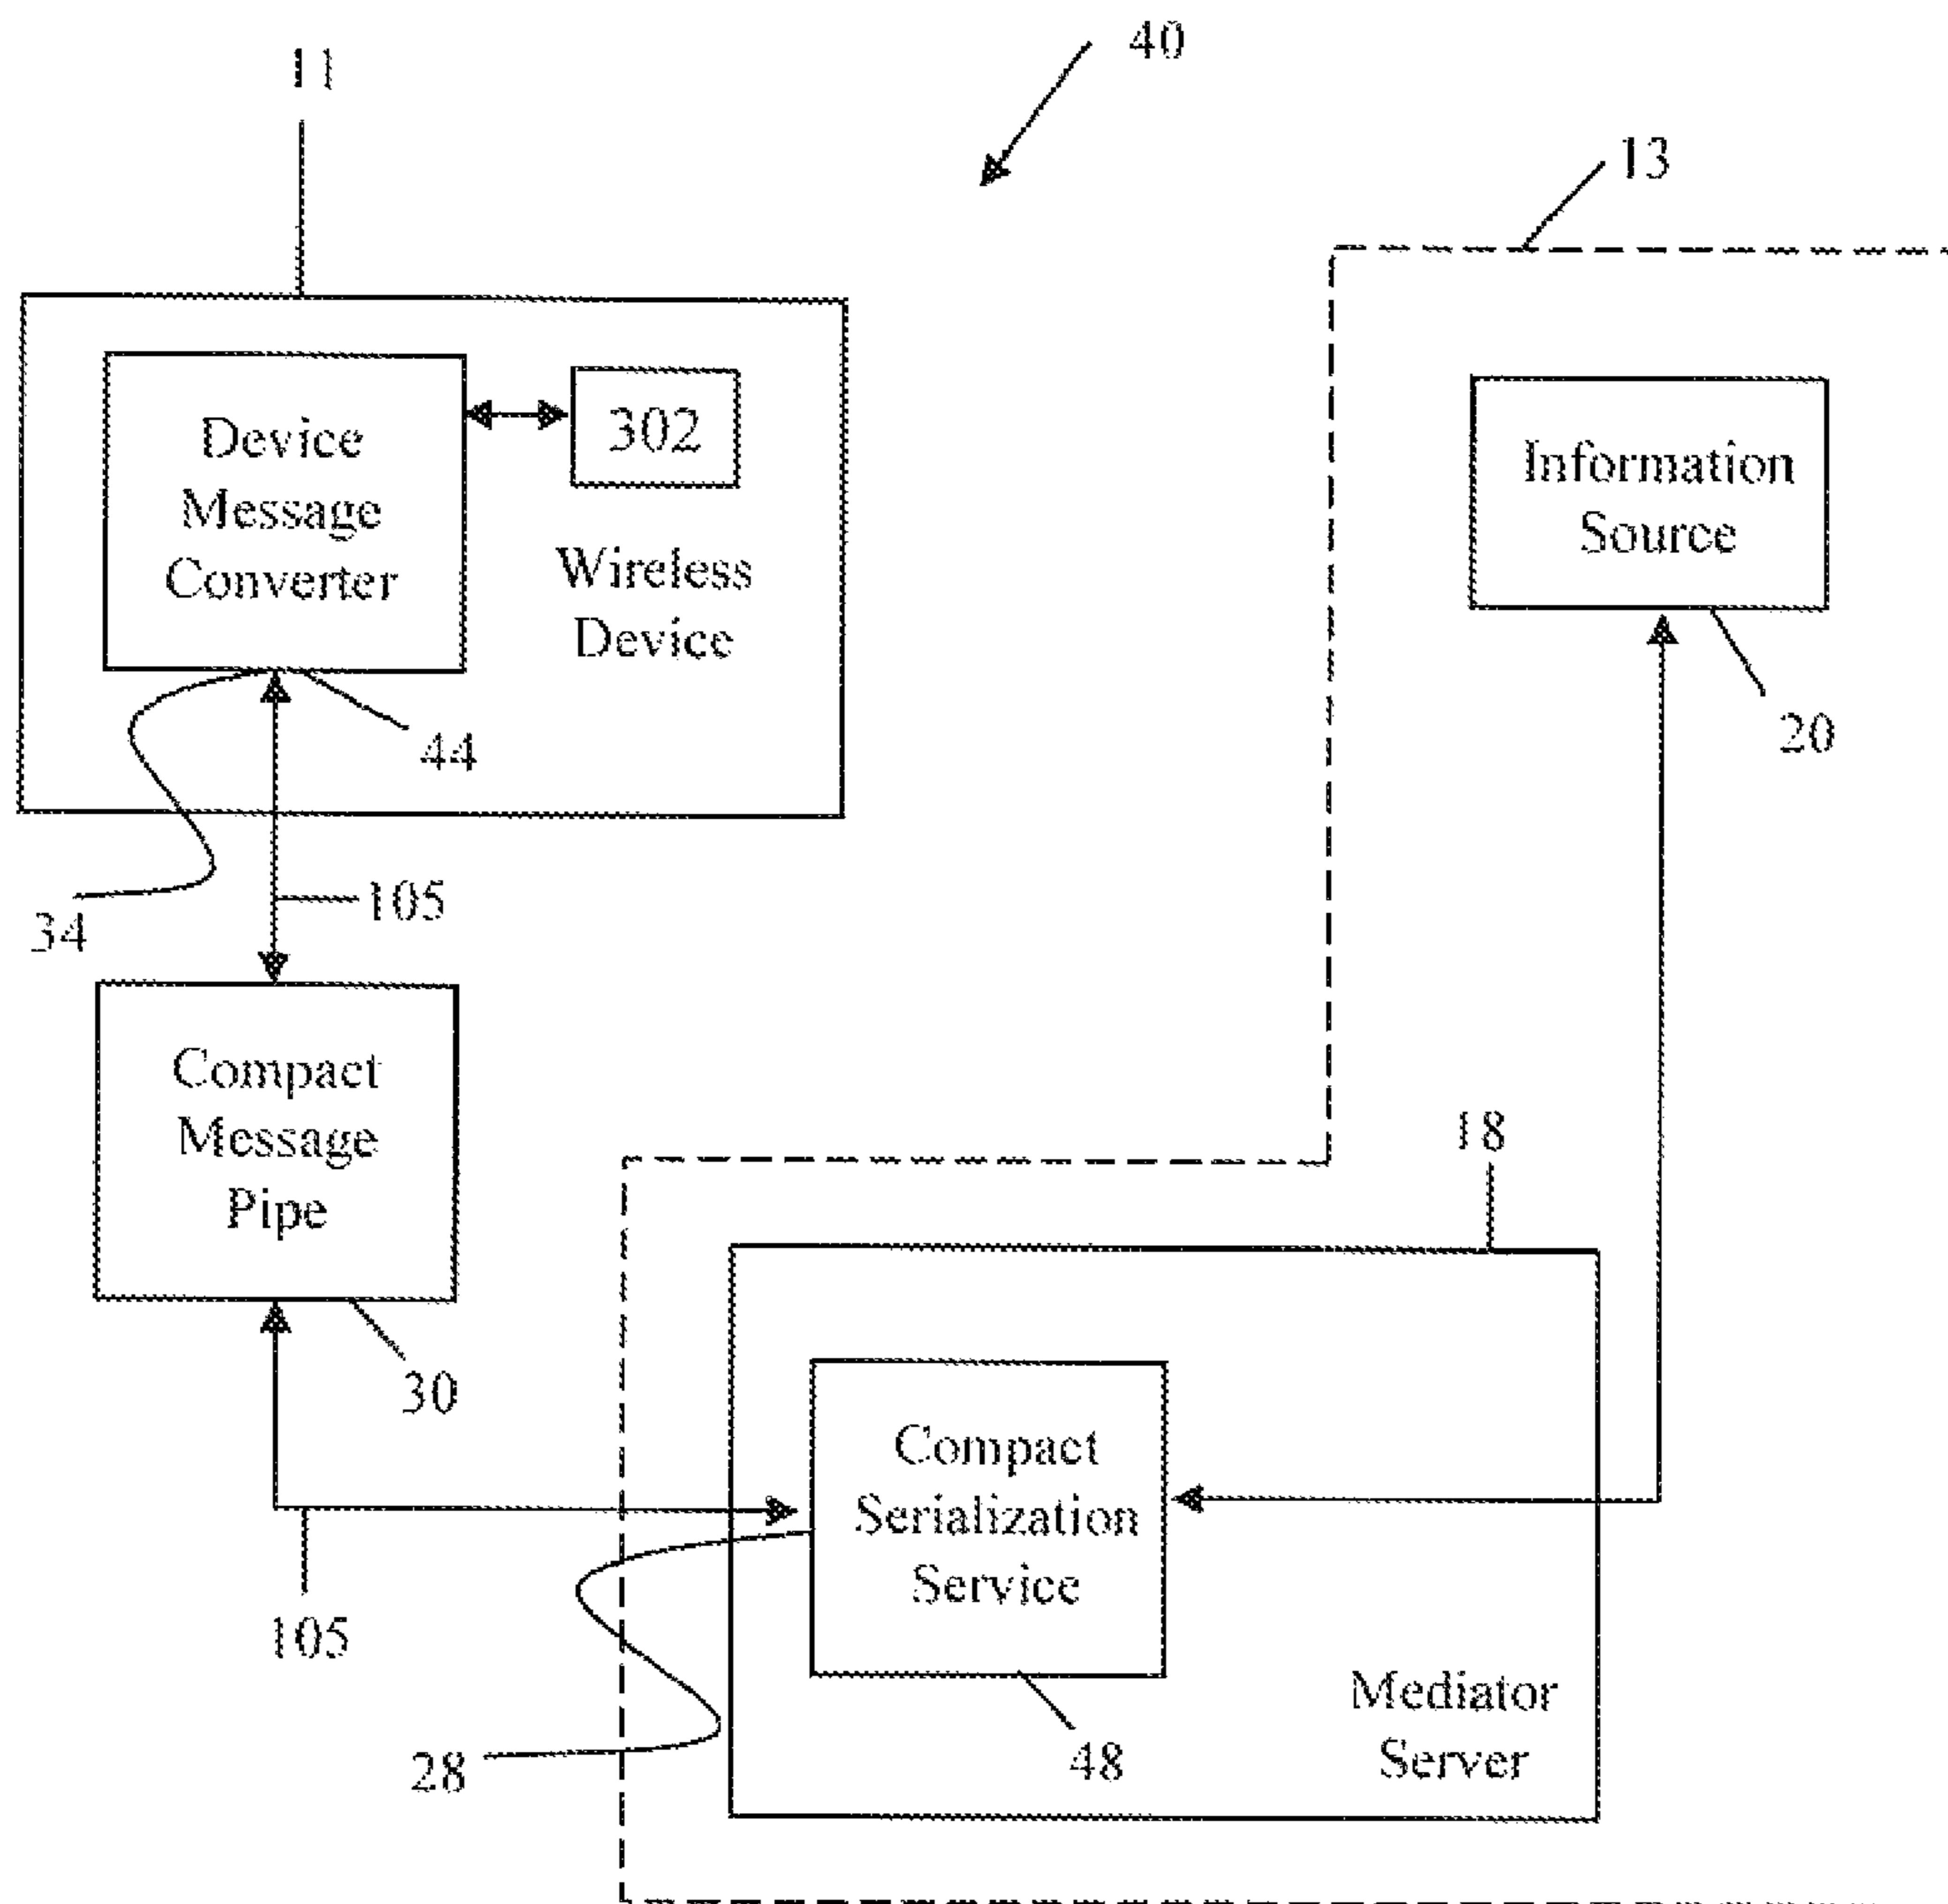 11
40
13
Device
Message
Converter
302
Wireless
Device
Information
Source
44
20
34
105
Compact
Message
Pipe
18
30
Compact
Serialization
Service
105
Mediator
Server
28
48